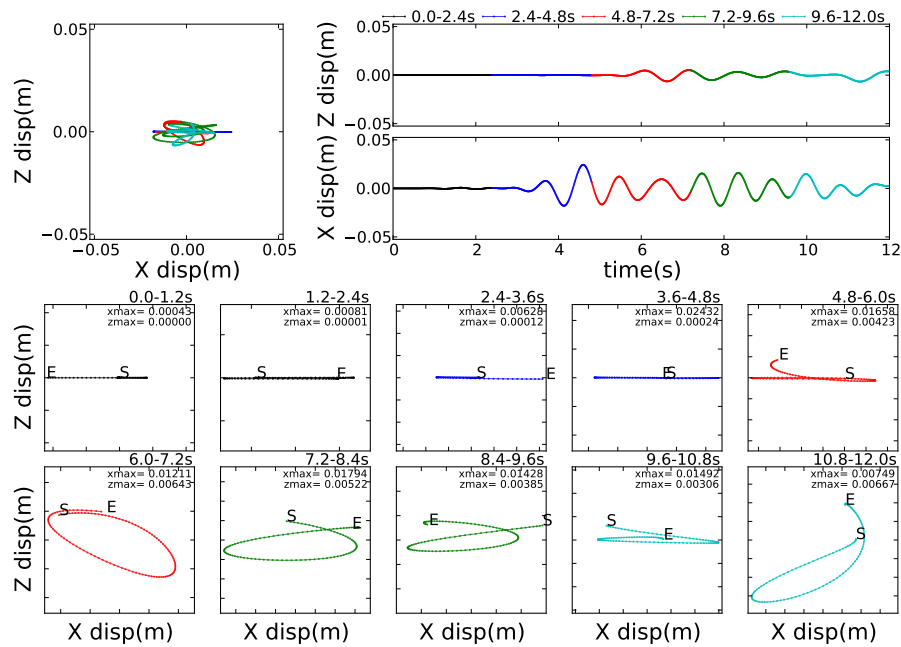 0.0-2.4s 2.4-4.8s 4.8-7.2s 7.2-9.6s 9.6-12.0s
0.05
0.00
−0.05
Z disp(m)
−0.05 0.00 0.05
X disp(m)
0.05
0.00
−0.05
Z disp(m)
0.05
0.00
−0.05
X disp(m)
0 2 4 6 8 10 12
time(s)
0.0-1.2s 1.2-2.4s 2.4-3.6s 3.6-4.8s 4.8-6.0s
xmax= 0.00043 xmax= 0.00081 xmax= 0.00628 xmax= 0.02432 xmax= 0.01658
zmax= 0.00000 zmax= 0.00001 zmax= 0.00012 zmax= 0.00024 zmax= 0.00423
Z disp(m)
E S S E S E E S E S
6.0-7.2s 7.2-8.4s 8.4-9.6s 9.6-10.8s 10.8-12.0s
xmax= 0.01211 xmax= 0.01794 xmax= 0.01428 xmax= 0.01492 xmax= 0.00749
zmax= 0.00643 zmax= 0.00522 zmax= 0.00385 zmax= 0.00306 zmax= 0.00667
Z disp(m)
S E S E E S S E E S
X disp(m) X disp(m) X disp(m) X disp(m) X disp(m)